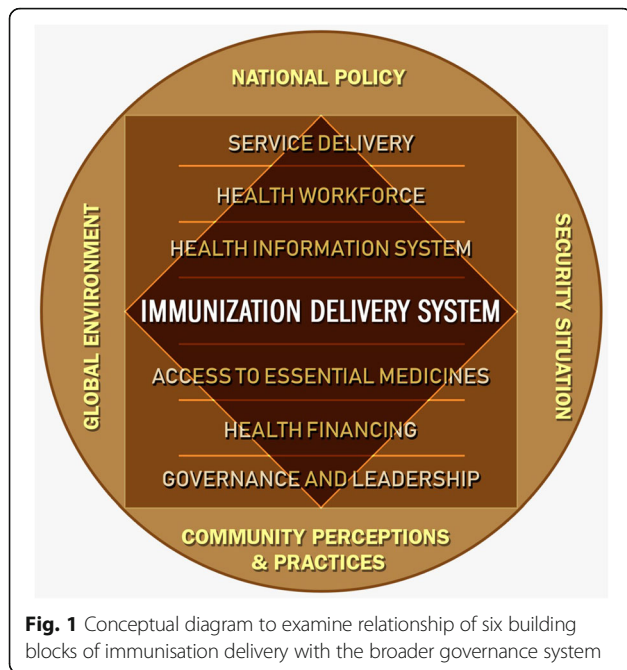 NATIONAL POLICY
SERVICE DELIVERY
HEALTH WORKFORCE
HEALTH INFORMATION SYSTEM
GLOBAL ENVIRONMENT
IMMUNIZATION DELIVERY SYSTEM
SECURITY SITUATION
ACCESS TO ESSENTIAL MEDICINES
HEALTH FINANCING
GOVERNANCE AND LEADERSHIP
COMMUNITY PERCEPTIONS
& PRACTICES
Fig. 1 Conceptual diagram to examine relationship of six building
blocks of immunisation delivery with the broader governance system